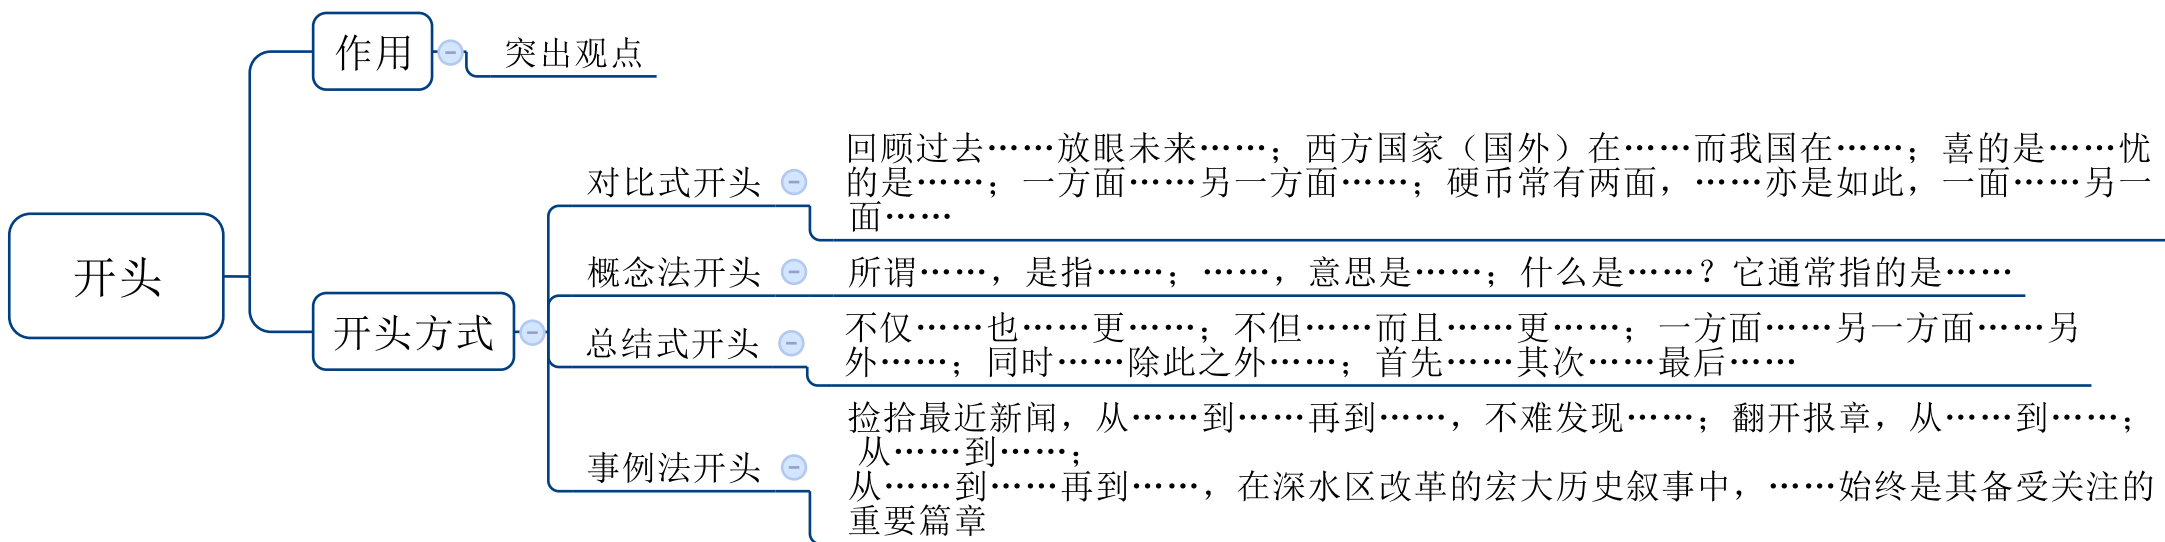 作用
突出观点
回顾过去……放眼未来……；西方国家（国外）在……而我国在……；喜的是……忧
的是……；一方面……另一方面……；硬币常有两面，……亦是如此，一面……另一
面……
对比式开头
开头
概念法开头
所谓……，是指……；……，意思是……；什么是……？它通常指的是……
开头方式
总结式开头
不仅……也……更……；不但……而且……更……；一方面……另一方面……另
外……；同时……除此之外……；首先……其次……最后……
事例法开头
捡拾最近新闻，从……到……再到……，不难发现……；翻开报章，从……到……；
从……到……；
从……到……再到……，在深水区改革的宏大历史叙事中，……始终是其备受关注的
重要篇章